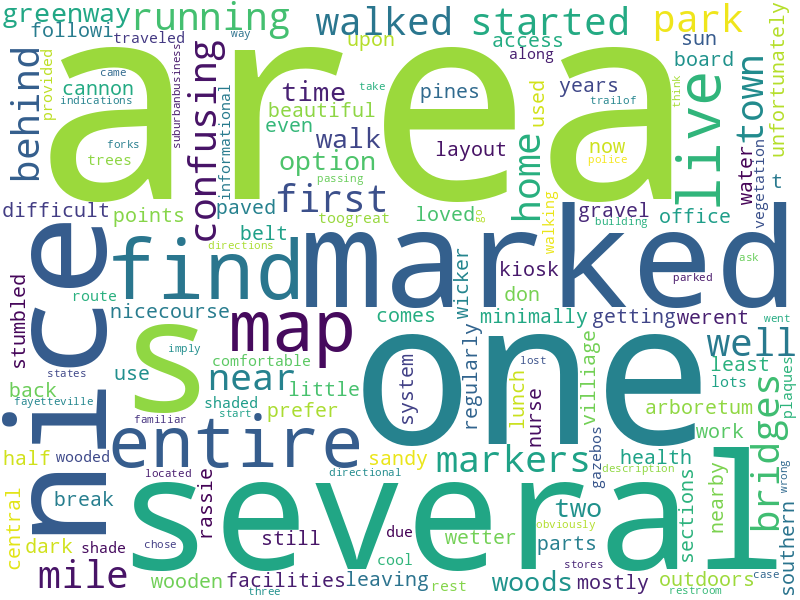 greenway
running
walked
started
park
followi
traveled
way
upon
access
sun
unfortunately
area
behind
provided
came
cannon
indications
forks
trees
suburbanbusiness
confusing
informational
time
take
beautiful
even
option
walk
pines
layout
along
used
years
trailof
now
police
board
live
think
town
water
vegetation
t
difficult
points
paved
belt
first
passing
toogreat
loved
go
home
walking
gravel
building
office
nice
directions
find
marked
ask
route
nicecourse
s
map
comes
wicker
kiosk
don
minimally
getting
werent
parked
went
stumbled
imply
states
comfortable
one
well
back
fayetteville
use
shaded
start
near
little
prefer
system
regularly
lunch
nurse
villliage
least
lost
lots
plaques
arboretum
work
bridges
half
wooded
familiar
entire
sandy
markers
health
gazebos
description
sections
nearby
outdoors
restroom
wrong
case
southern
central
break
located
rassie
directional
several
still
due
wetter
two
obviously
parts
stores
dark
shade
chose
cool
mile
wooden
three
facilities
leaving
rest
woods
mostly